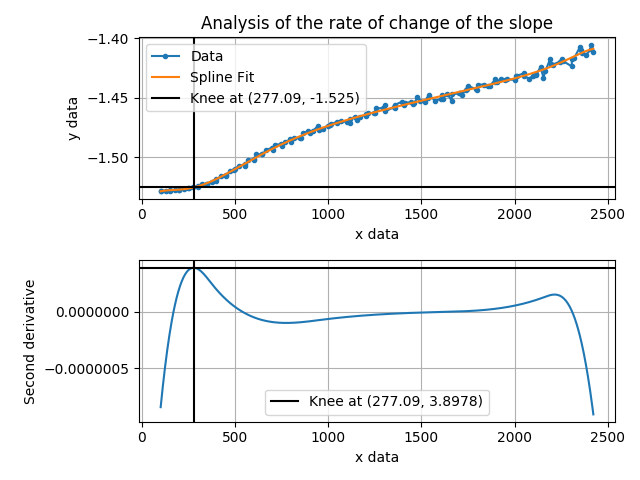 Analysis of the rate of change of the slope
−1.40
−1.45
−1.50
y data
Data
Spline Fit
Knee at (277.09, -1.525)
0 500 1000 1500 2000 2500
x data
0.0000000
−0.0000005
Second derivative
Knee at (277.09, 3.8978)
0 500 1000 1500 2000 2500
x data